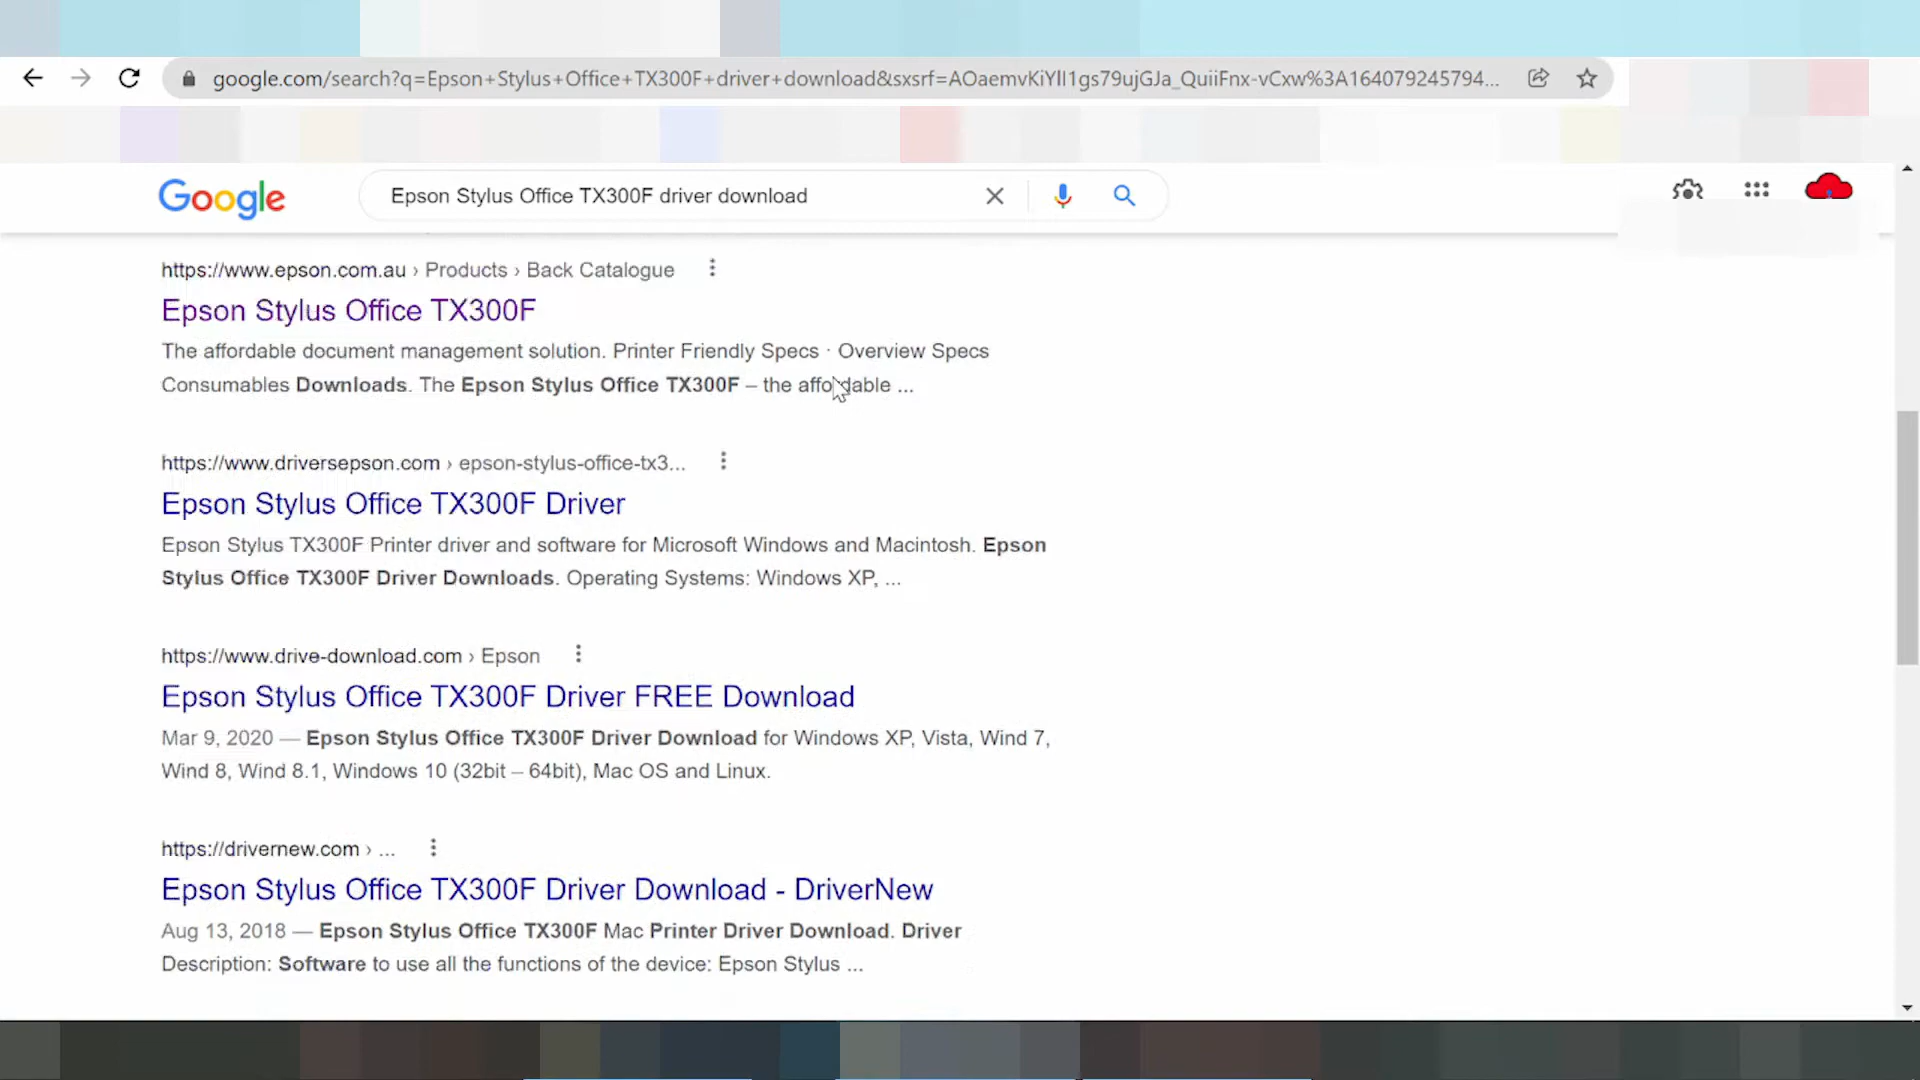 google.com/search?q=Epson+Stylus+Office+TX300F+driver+download&sxsrf=AOaemvKiYlI1gs79ujGJa_QuiiFnx-vCxw%3A164079245794...
Google
Epson Stylus Office TX300F driver download
https://www.epson.com.au › Products › Back Catalogue
Epson Stylus Office TX300F
The affordable document management solution. Printer Friendly Specs · Overview Specs
Consumables Downloads. The Epson Stylus Office TX300F – the affordable ...
https://www.driversepson.com › epson-stylus-office-tx3...
Epson Stylus Office TX300F Driver
Epson Stylus TX300F Printer driver and software for Microsoft Windows and Macintosh. Epson
Stylus Office TX300F Driver Downloads. Operating Systems: Windows XP, ...
https://www.drive-download.com › Epson
Epson Stylus Office TX300F Driver FREE Download
Mar 9, 2020 — Epson Stylus Office TX300F Driver Download for Windows XP, Vista, Wind 7,
Wind 8, Wind 8.1, Windows 10 (32bit – 64bit), Mac OS and Linux.
https://drivernew.com › ...
Epson Stylus Office TX300F Driver Download - DriverNew
Aug 13, 2018 — Epson Stylus Office TX300F Mac Printer Driver Download. Driver
Description: Software to use all the functions of the device: Epson Stylus ...